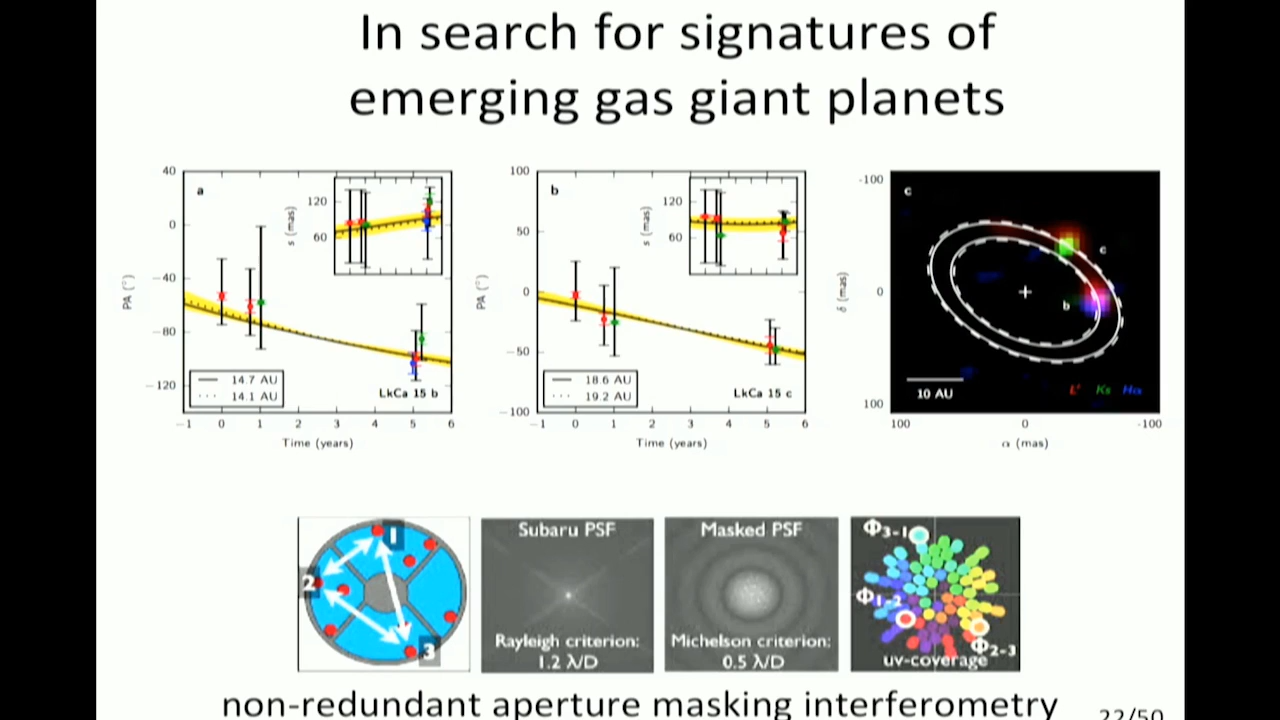 In search for signatures of
emerging gas giant planets
a
PA (°)
40
0
−40
−80
−120
s (mas)
120
60
14.7 AU
14.1 AU
LkCa 15 b
−1 0 1 2 3 4 5 6
Time (years)
b
PA (°)
100
50
0
−50
−100
s (mas)
120
60
18.6 AU
19.2 AU
LkCa 15 c
−1 0 1 2 3 4 5 6
Time (years)
c
δ (mas)
-100
0
100
c
b
10 AU
L' Ks Hα
100 0 -100
α (mas)
1
2
3
Subaru PSF
Rayleigh criterion:
1.2 λ/D
Masked PSF
Michelson criterion:
0.5 λ/D
Φ3-1
Φ1-2
Φ2-3
uv-coverage
non-redundant aperture masking interferometry
22/50